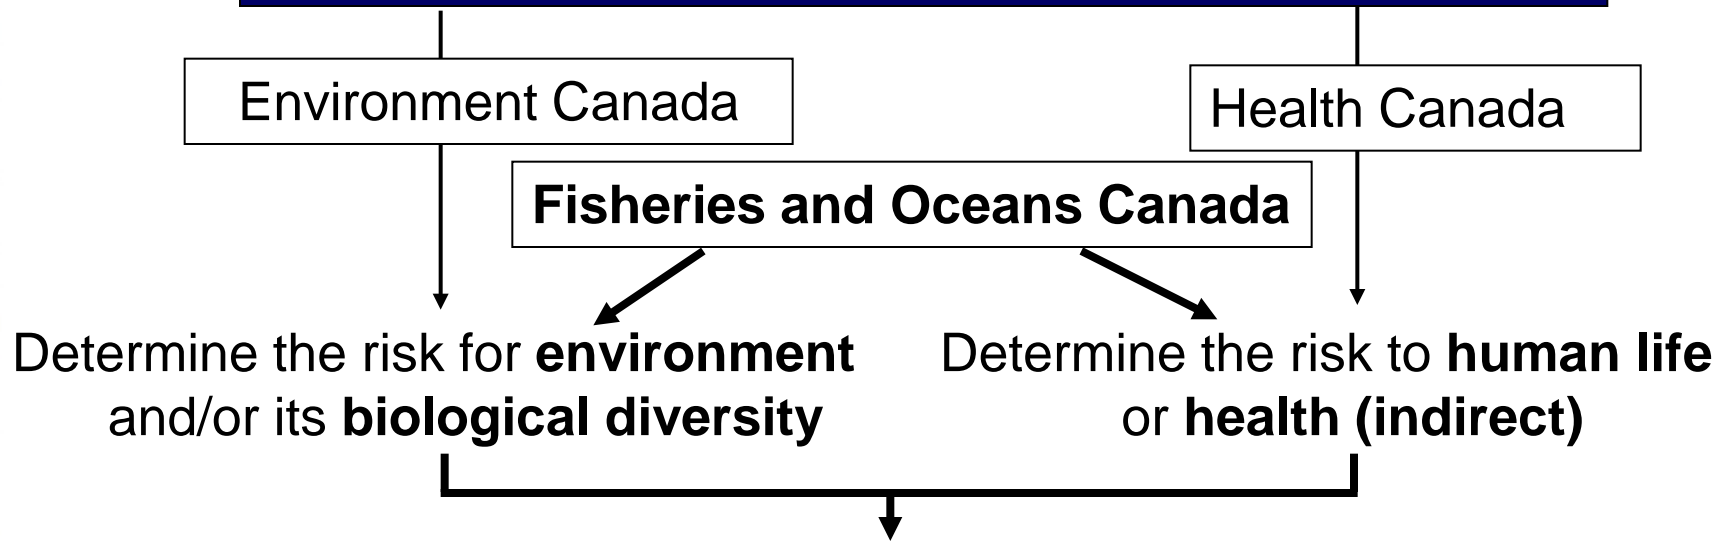 Environment Canada
Health Canada
Fisheries and Oceans Canada
Determine the risk for environment
and/or its biological diversity
Determine the risk to human life
or health (indirect)